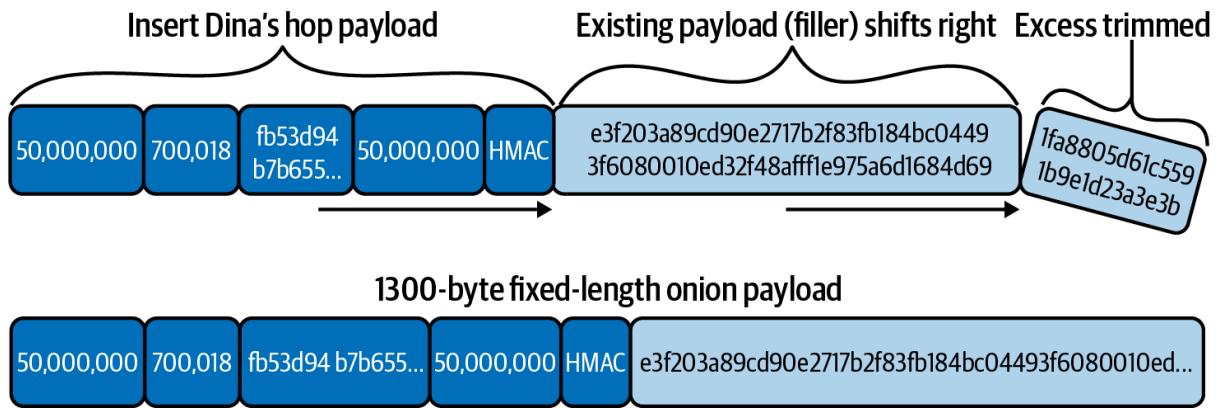 Insert Dina's hop payload
Existing payload (filler) shifts right
Excess trimmed
50,000,000
700,018
fb53d94
b7b655...
50,000,000
HMAC
e3f203a89cd90e2717b2f83fb184bc0449
3f6080010ed32f48afff1e975a6d1684d69
1fa8805d61c559
1b9e1d23a3e3b
1300-byte fixed-length onion payload
50,000,000
700,018
fb53d94 b7b655...
50,000,000
HMAC
e3f203a89cd90e2717b2f83fb184bc04493f6080010ed...